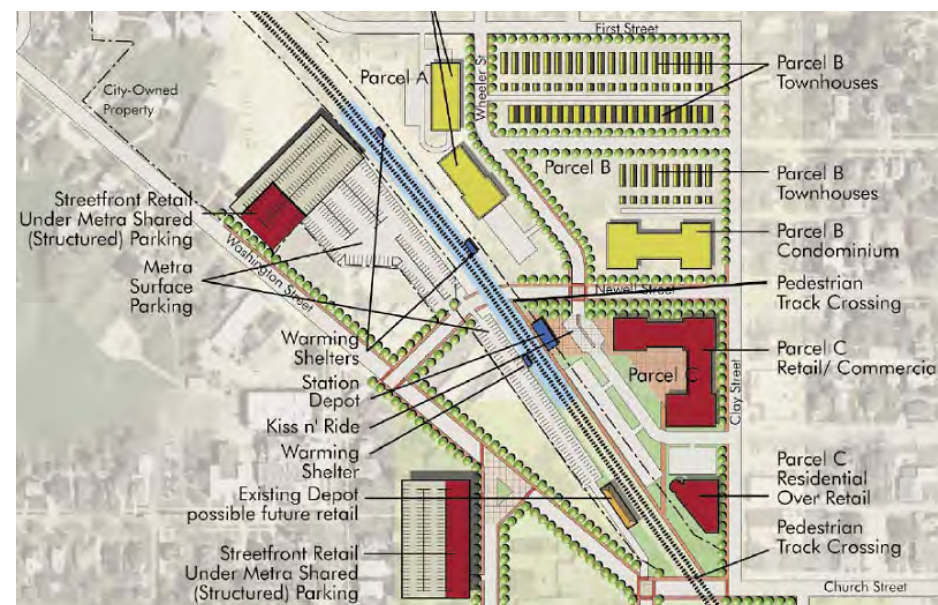 First Street
Parcel A
Wheeler St
Parcel B
Townhouses
City-Owned
Property
Parcel B
Parcel B
Townhouses
Streetfront Retail
Under Metra Shared
(Structured) Parking
Washington Street
Parcel B
Condominium
Metra
Surface
Parking
Newell Street
Pedestrian
Track Crossing
Warming
Shelters
Parcel C
Parcel C
Retail/ Commercia
Clay Street
Station
Depot
Kiss n' Ride
Warming
Shelter
Parcel C
Residential
Over Retail
Existing Depot
possible future retail
Pedestrian
Track Crossing
Streetfront Retail
Under Metra Shared
(Structured) Parking
Church Street